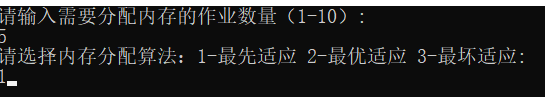 请输入需要分配内存的作业数量（1-10）:
5
请选择内存分配算法：1-最先适应 2-最优适应 3-最坏适应:
1